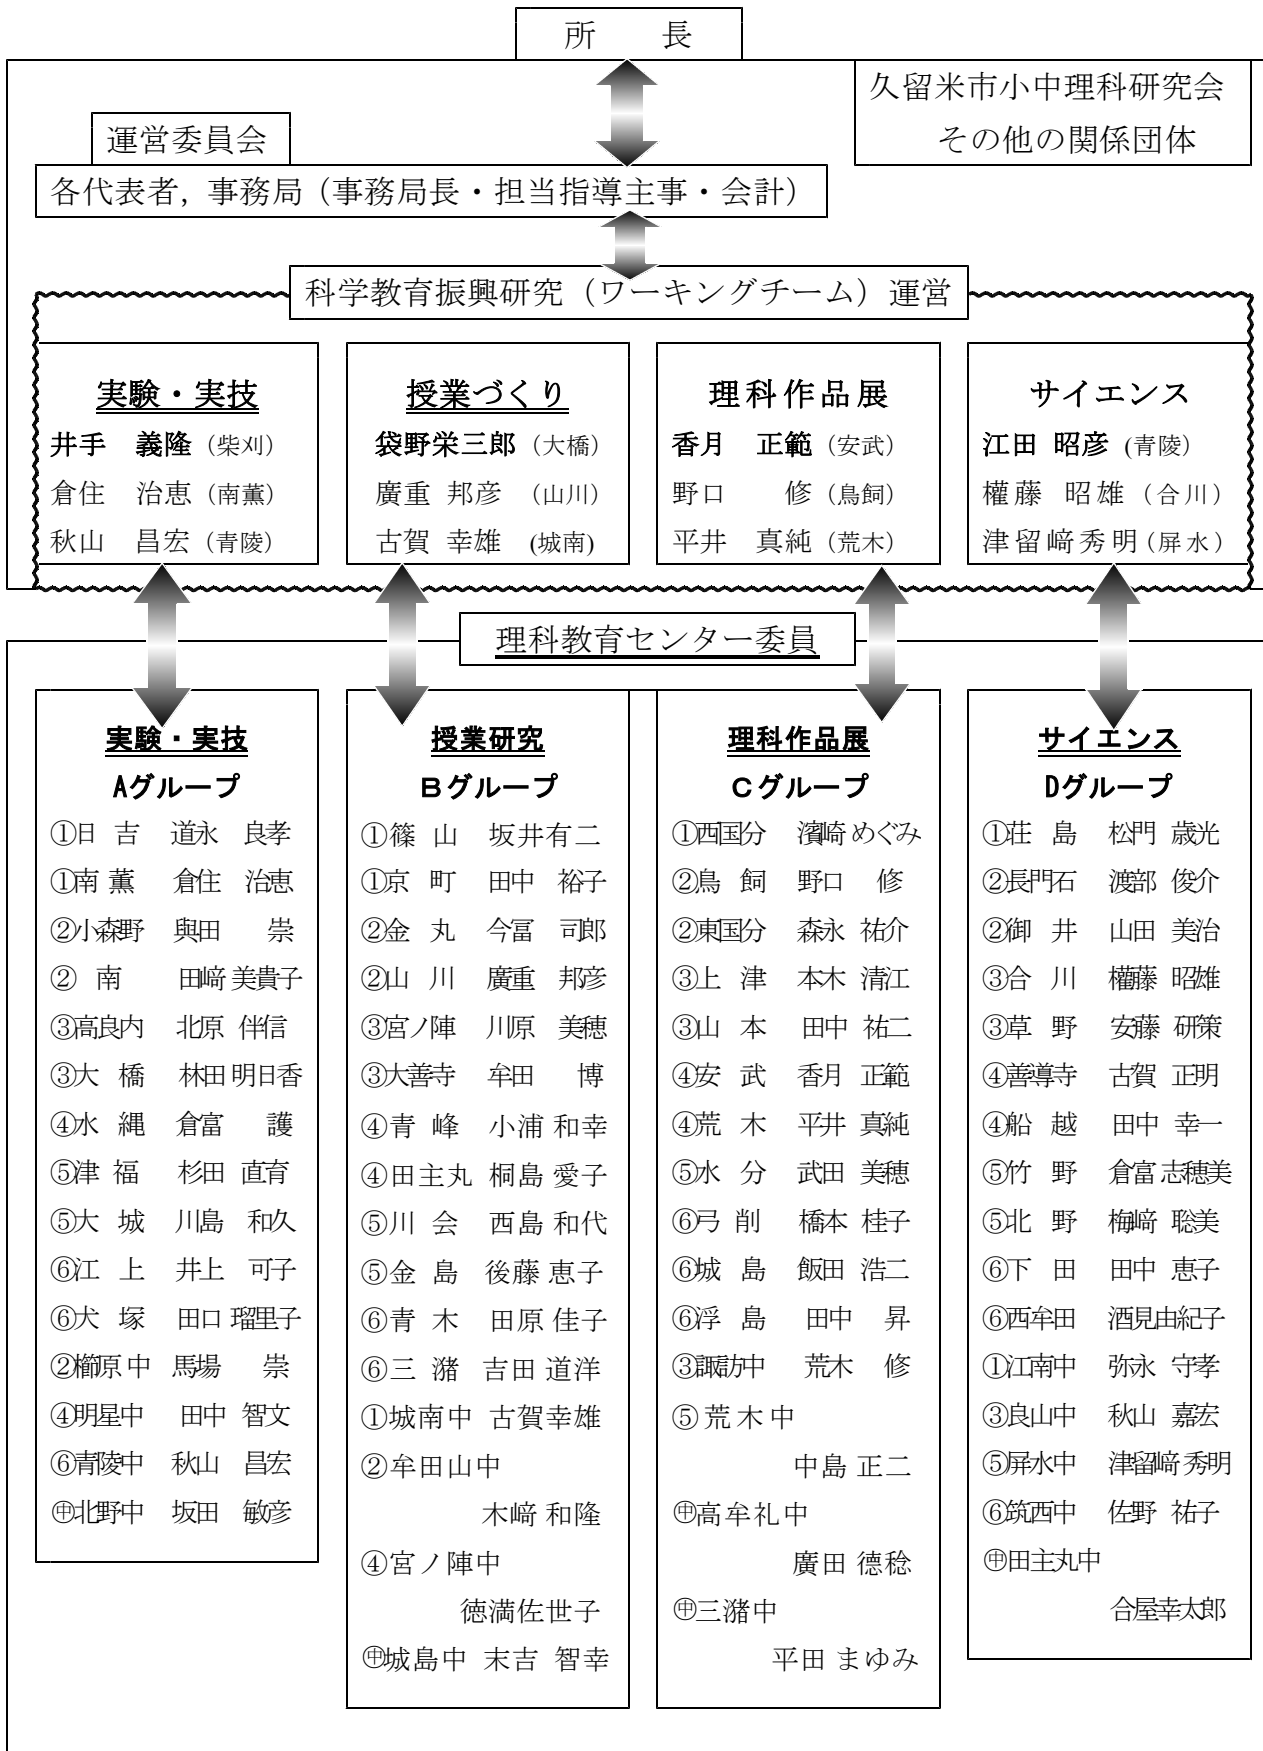 所　長
久留米市小中理科研究会
その他の関係団体
運営委員会
各代表者，事務局（事務局長・担当指導主事・会計）
科学教育振興研究（ワーキングチーム）運営
実験・実技
井手　義隆（柴刈）
倉住　治恵（南薫）
秋山　昌宏（青陵）
授業づくり
袋野栄三郎（大橋）
廣重 邦彦　（山川）
古賀 幸雄　(城南)
理科作品展
香月　正範（安武）
野口　修（鳥飼）
平井　真純（荒木）
サイエンス
江田 昭彦 (青陵）
權藤 昭雄（合川）
津留﨑秀明（屏水）
理科教育センター委員
実験・実技
Aグループ
①日 吉　道永 良孝
①南 薫　倉住 治恵
②小森野　與田 崇
② 南　田﨑 美貴子
③高良内　北原 伴信
③大 橋　林田 明日香
④水 縄　倉富 護
⑤津 福　杉田 直育
⑤大 城　川島 和久
⑥江 上　井上 可子
⑥犬 塚　田口 瑠里子
②櫛原中　馬場 崇
④明星中　田中 智文
⑥青陵中　秋山 昌宏
㊥北野中　坂田 敏彦
授業研究
Ｂグループ
①篠 山　坂井有二
①京 町　田中 裕子
②金 丸　今冨 司郎
②山 川　廣重 邦彦
③宮ノ陣　川原 美穂
③大善寺　牟田 博
④青 峰　小浦 和幸
④田主丸　桐島 愛子
⑤川 会　西島 和代
⑤金 島　後藤 恵子
⑥青 木　田原 佳子
⑥三 潴　吉田 道洋
①城南中　古賀幸雄
②牟田山中
木﨑 和隆
④宮ノ陣中
徳満佐世子
㊥城島中　末吉 智幸
理科作品展
Ｃグループ
①西国分　濱崎 めぐみ
②鳥 飼　野口 修
②東国分　森永 祐介
③上 津　本木 清江
③山 本　田中 祐二
④安 武　香月 正範
④荒 木　平井 真純
⑤水 分　武田 美穂
⑥弓 削　橋本 桂子
⑥城 島　飯田 浩二
⑥浮 島　田中 昇
③諏訪中　荒木 修
⑤荒木中
中島 正二
㊥高牟礼中
廣田 德稔
㊥三潴中
平田 まゆみ
サイエンス
Dグループ
①荘 島　松門 歳光
②長門石　渡部 俊介
②御 井　山田 美治
③合 川　權藤 昭雄
③草 野　安藤 研策
④善導寺　古賀 正明
④船 越　田中 幸一
⑤竹 野　倉富 志穂美
⑤北 野　梅﨑 聡美
⑥下 田　田中 恵子
⑥西牟田　酒見由紀子
①江南中　弥永 守孝
③良山中　秋山 嘉宏
⑤屏水中　津留﨑 秀明
⑥筑西中　佐野 祐子
㊥田主丸中
合屋幸太郎